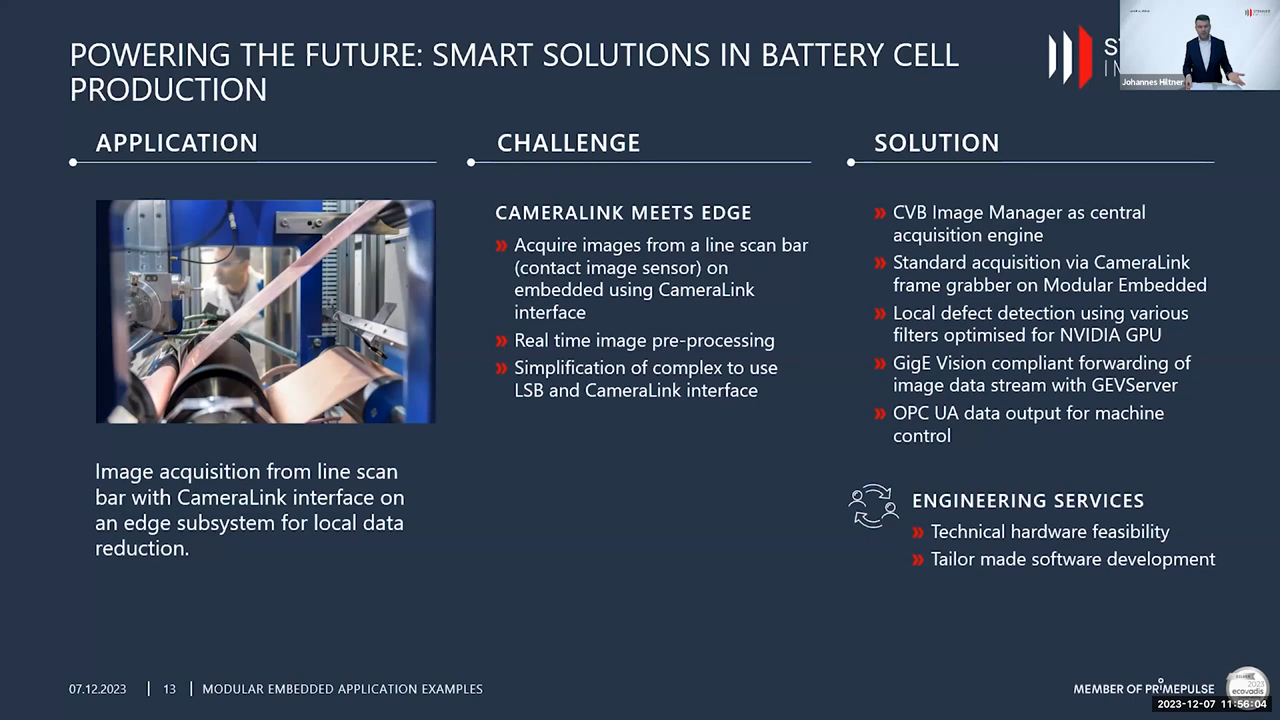 POWERING THE FUTURE: SMART SOLUTIONS IN BATTERY CELL
PRODUCTION
Johannes Hiltner
APPLICATION
Image acquisition from line scan
bar with CameraLink interface on
an edge subsystem for local data
reduction.
CHALLENGE
CAMERALINK MEETS EDGE
» Acquire images from a line scan bar
(contact image sensor) on
embedded using CameraLink
interface
» Real time image pre-processing
» Simplification of complex to use
LSB and CameraLink interface
SOLUTION
» CVB Image Manager as central
acquisition engine
» Standard acquisition via CameraLink
frame grabber on Modular Embedded
» Local defect detection using various
filters optimised for NVIDIA GPU
» GigE Vision compliant forwarding of
image data stream with GEVServer
» OPC UA data output for machine
control
ENGINEERING SERVICES
» Technical hardware feasibility
» Tailor made software development
07.12.2023 | 13 | MODULAR EMBEDDED APPLICATION EXAMPLES
MEMBER OF PRIMEPULSE
2023
ecovadis
2023-12-07 11:56:04